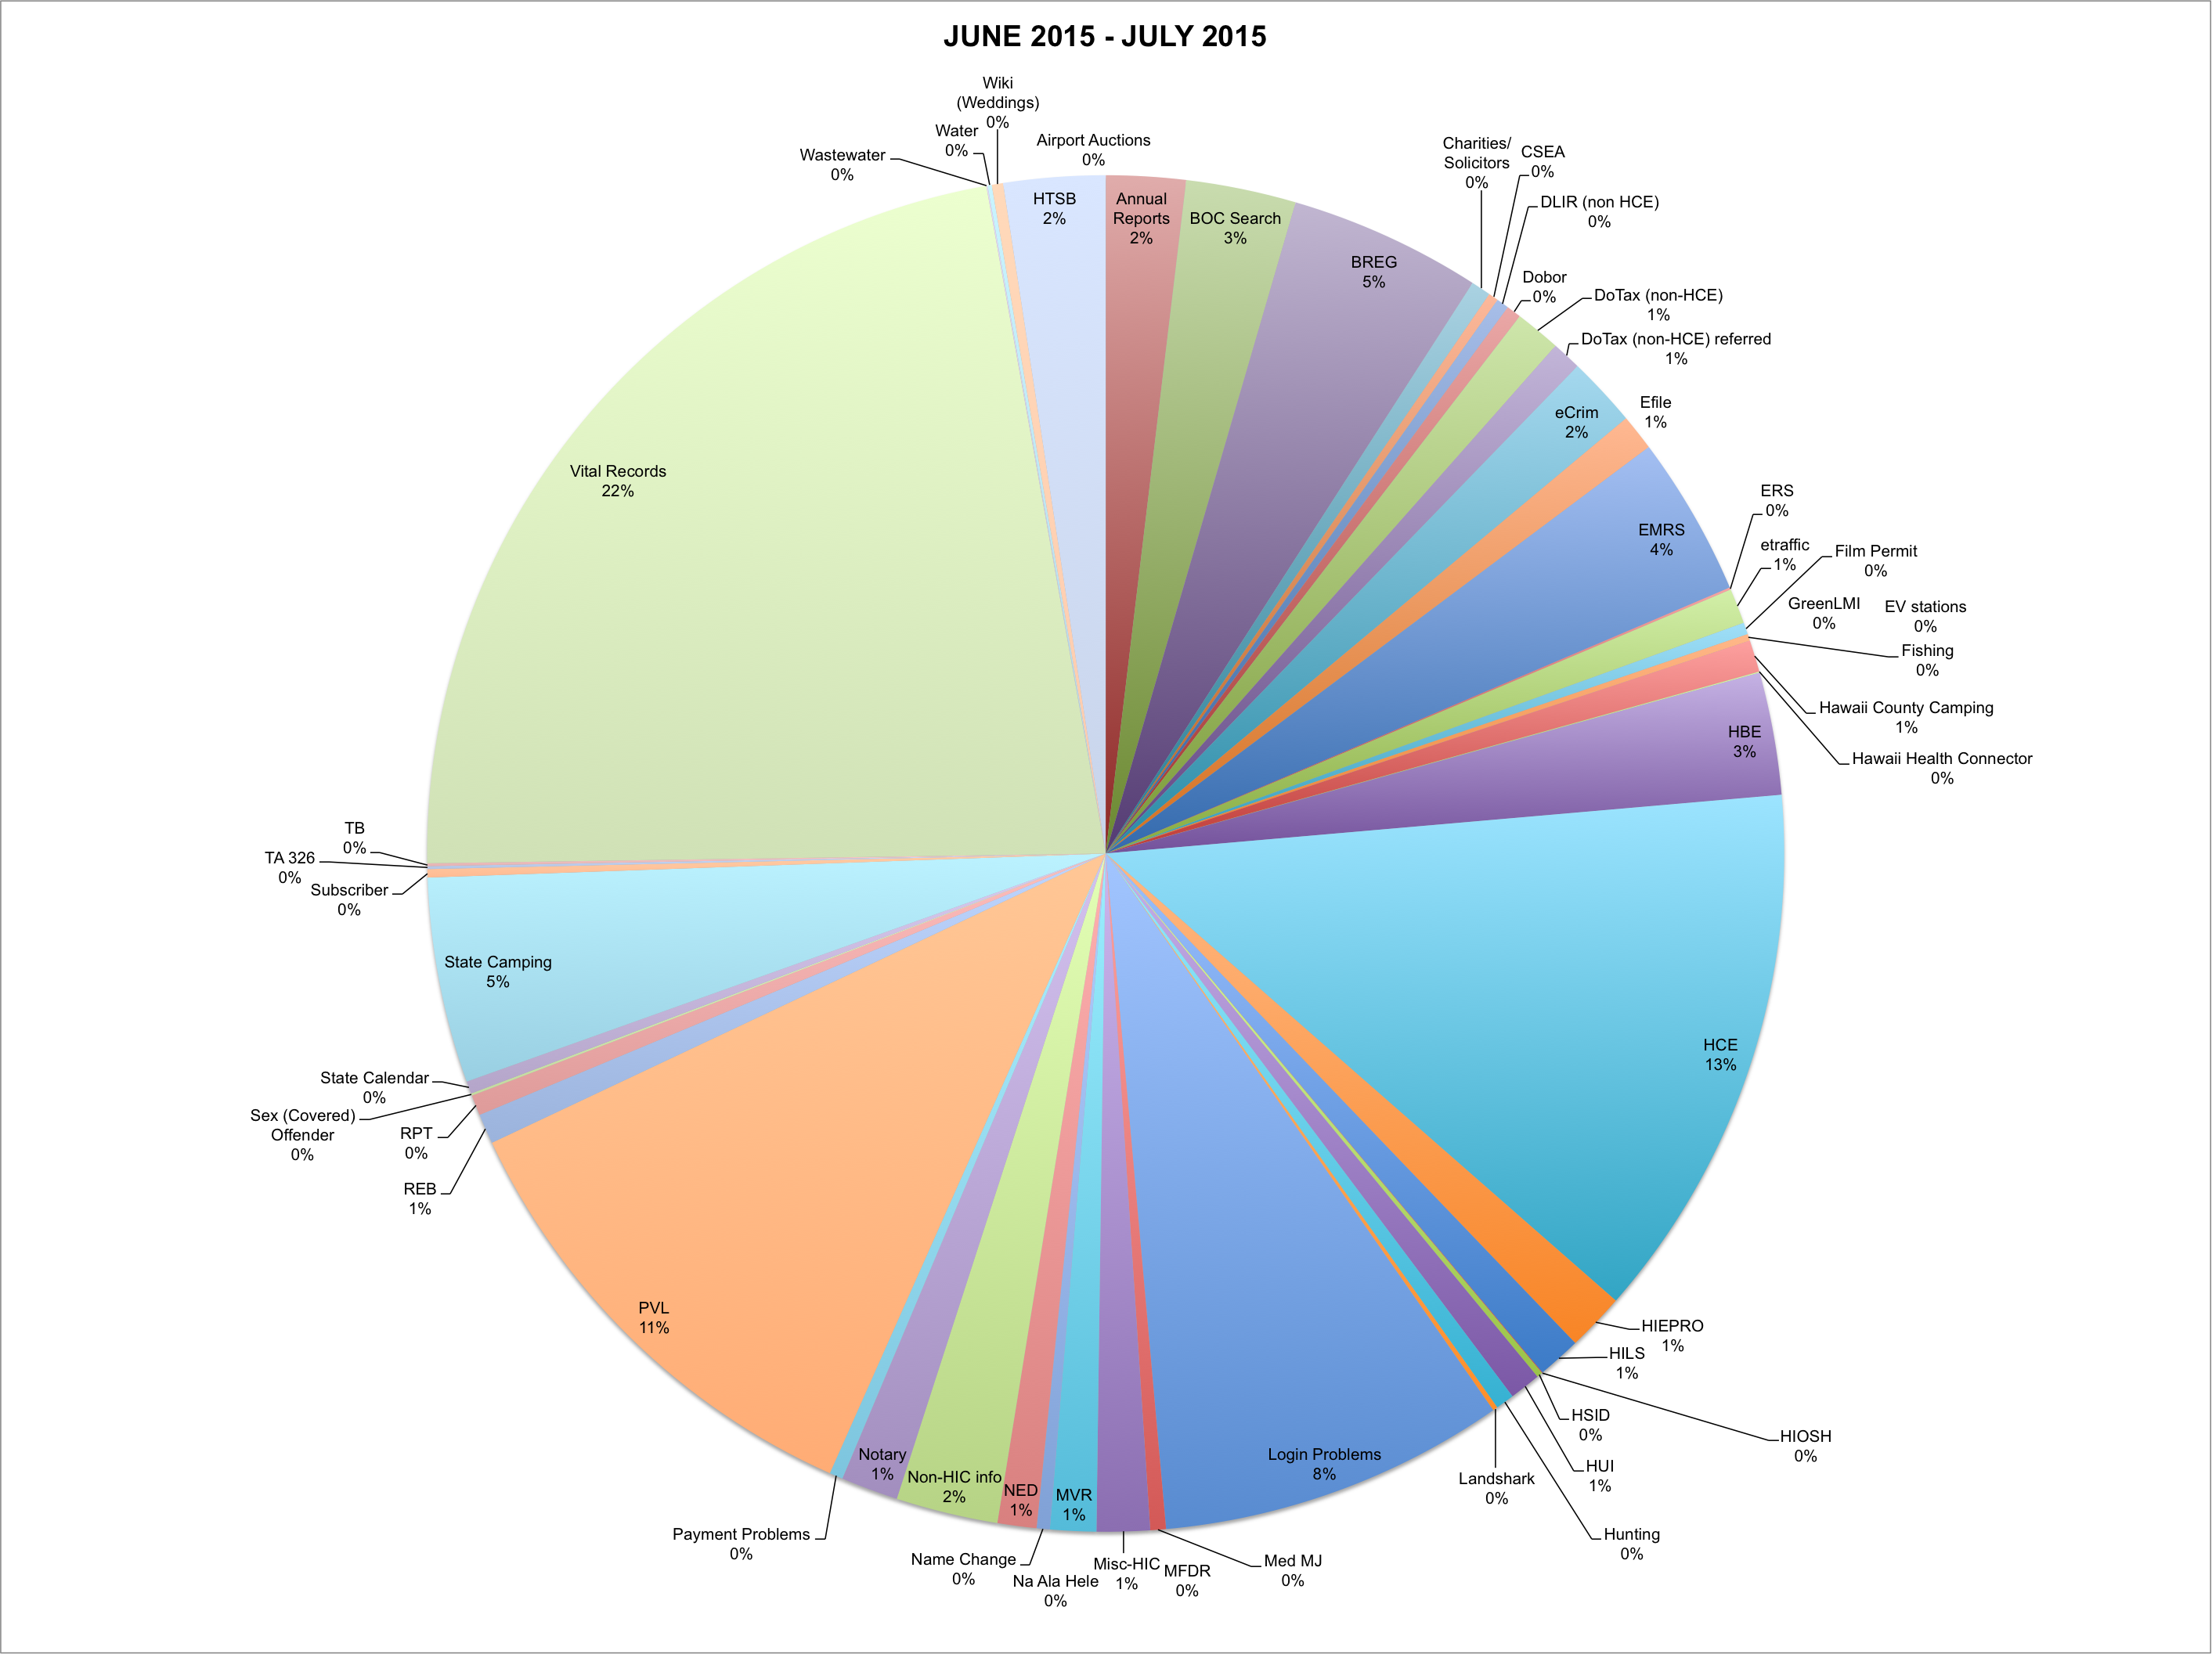 JUNE 2015 - JULY 2015
Wiki
(Weddings)
0%
Water
0%
Wastewater
0%
Airport Auctions
0%
HTSB
2%
Annual
Reports
2%
BOC Search
3%
BREG
5%
Charities/
Solicitors
0%
CSEA
0%
DLIR (non HCE)
0%
Dobor
0%
DoTax (non-HCE)
1%
DoTax (non-HCE) referred
1%
eCrim
2%
Efile
1%
EMRS
4%
ERS
0%
etraffic
1%
Film Permit
0%
GreenLMI
0%
EV stations
0%
Fishing
0%
Hawaii County Camping
1%
Hawaii Health Connector
0%
HBE
3%
HCE
13%
HIEPRO
1%
HILS
1%
HIOSH
0%
HSID
0%
HUI
1%
Hunting
0%
Landshark
0%
Login Problems
8%
Med MJ
0%
MFDR
0%
Misc-HIC
1%
Na Ala Hele
0%
MVR
1%
Name Change
0%
NED
1%
Non-HIC info
2%
Notary
1%
Payment Problems
0%
PVL
11%
REB
1%
RPT
0%
Sex (Covered)
Offender
0%
State Calendar
0%
State Camping
5%
Subscriber
0%
TA 326
0%
TB
0%
Vital Records
22%